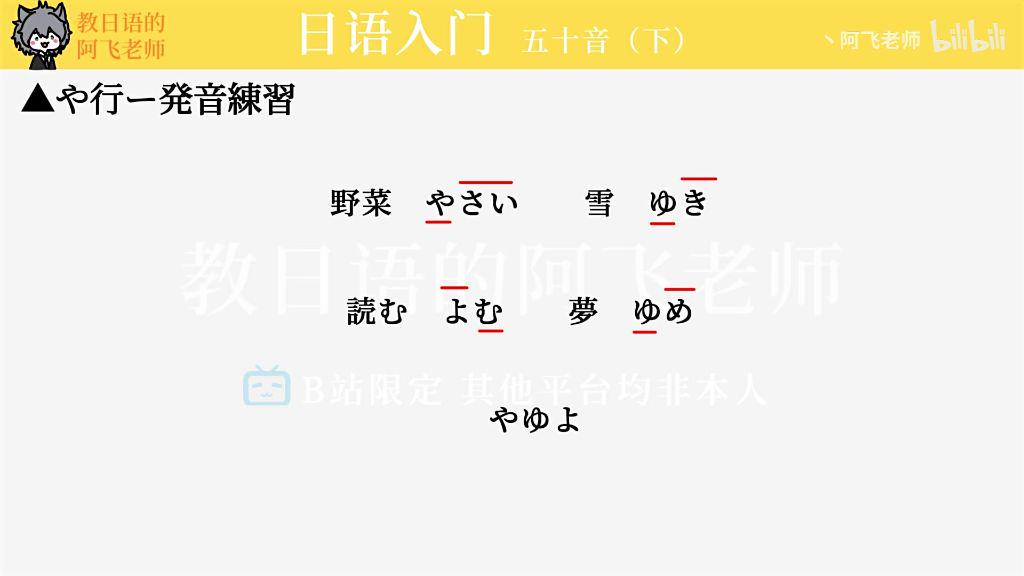 教日语的
阿飞老师
日语入门 五十音（下）
丶阿飞老师 bilibili
▲や行ー発音練習
野菜 やさい 雪 ゆき
教日语的阿飞老师
読む よむ 夢 ゆめ
B站限定 其他平台均非本人
やゆよ